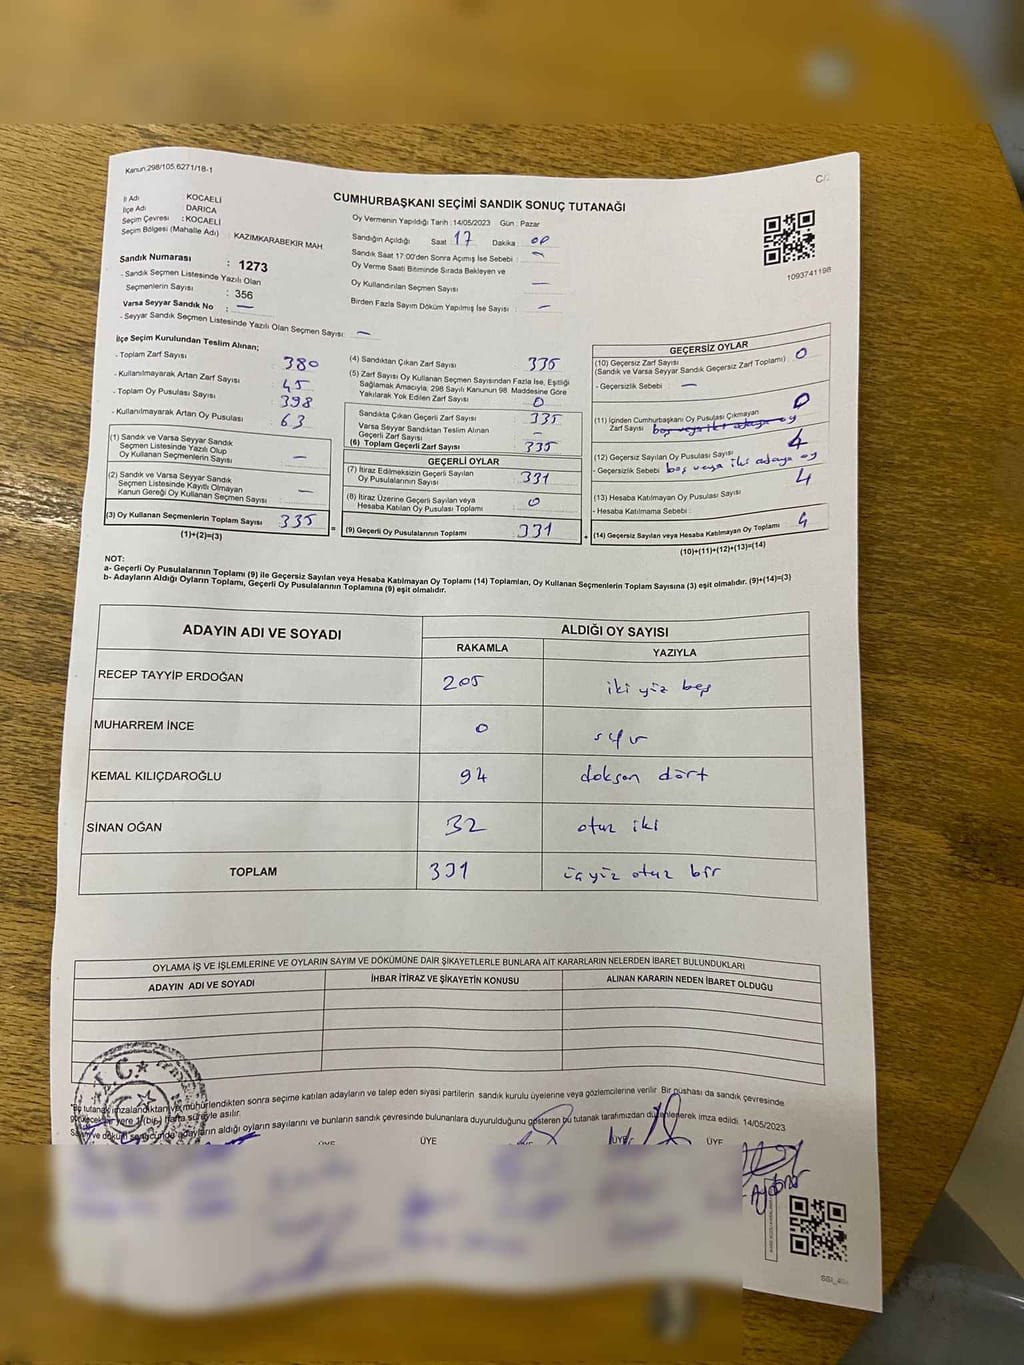 Kanun:298/105,6271/18-1
C/2
CUMHURBAŞKANI SEÇİMİ SANDIK SONUÇ TUTANAĞI
İl Adı KOCAELİ
İlçe Adı DARICA
Seçim Çevresi : KOCAELİ
Seçim Bölgesi (Mahalle Adı) : KAZIMKARABEKIR MAH.
Sandık Numarası : 1273
- Sandık Seçmen Listesinde Yazılı Olan
Seçmenlerin Sayısı : 356
Varsa Seyyar Sandık No : —
- Seyyar Sandık Seçmen Listesinde Yazılı Olan Seçmen Sayısı: —
Oy Vermenin Yapıldığı Tarih : 14/05/2023 Gün : Pazar
Sandığın Açıldığı Saat 17 Dakika 00
Sandık Saat 17:00'den Sonra Açımış İse Sebebi : —
Oy Verme Saati Bitiminde Sırada Bekleyen ve
Oy Kullandırılan Seçmen Sayısı : —
Birden Fazla Sayım Döküm Yapılmış İse Sayısı : —
1093741198
İlçe Seçim Kurulundan Teslim Alınan;
- Toplam Zarf Sayısı : 380
- Kullanılmayarak Artan Zarf Sayısı : 45
- Toplam Oy Pusulası Sayısı : 398
- Kullanılmayarak Artan Oy Pusulası : 63
(1) Sandık ve Varsa Seyyar Sandık
Seçmen Listesinde Yazılı Olup
Oy Kullanan Seçmenlerin Sayısı : —
(2) Sandık ve Varsa Seyyar Sandık
Seçmen Listesinde Kayıtlı Olmayan
Kanun Gereği Oy Kullanan Seçmen Sayısı : —
(3) Oy Kullanan Seçmenlerin Toplam Sayısı : 335
(1)+(2)=(3)
(4) Sandıktan Çıkan Zarf Sayısı : 335
(5) Zarf Sayısı Oy Kullanan Seçmen Sayısından Fazla İse, Eşitliği
Sağlamak Amacıyla, 298 Sayılı Kanunun 98. Maddesine Göre
Yakılarak Yok Edilen Zarf Sayısı : 0
Sandıkta Çıkan Geçerli Zarf Sayısı : 335
Varsa Seyyar Sandıktan Teslim Alınan
Geçerli Zarf Sayısı : —
(6) Toplam Geçerli Zarf Sayısı : 335
GEÇERLİ OYLAR
(7) İtiraz Edilmeksizin Geçerli Sayılan
Oy Pusulalarının Sayısı : 331
(8) İtiraz Üzerine Geçerli Sayılan veya
Hesaba Katılan Oy Pusulası Toplamı : 0
= (9) Geçerli Oy Pusulalarının Toplamı : 331
GEÇERSİZ OYLAR
(10) Geçersiz Zarf Sayısı
(Sandık ve Varsa Seyyar Sandık Geçersiz Zarf Toplamı) : 0
- Geçersizlik Sebebi : —
(11) İçinden Cumhurbaşkanı Oy Pusulası Çıkmayan
Zarf Sayısı : 0
boş veya iki adaya oy
(12) Geçersiz Sayılan Oy Pusulası Sayısı : 4
- Geçersizlik Sebebi : boş veya iki adaya oy
(13) Hesaba Katılmayan Oy Pusulası Sayısı 4
- Hesaba Katılmama Sebebi :
+ (14) Geçersiz Sayılan veya Hesaba Katılmayan Oy Toplamı : 4
(10)+(11)+(12)+(13)=(14)
NOT:
a- Geçerli Oy Pusulalarının Toplamı (9) ile Geçersiz Sayılan veya Hesaba Katılmayan Oy Toplamı (14) Toplamları, Oy Kullanan Seçmenlerin Toplam Sayısına (3) eşit olmalıdır. (9)+(14)=(3)
b- Adayların Aldığı Oyların Toplamı, Geçerli Oy Pusulalarının Toplamına (9) eşit olmalıdır.
ADAYIN ADI VE SOYADI ALDIĞI OY SAYISI
RAKAMLA YAZIYLA
RECEP TAYYİP ERDOĞAN 205 iki yüz beş
MUHARREM İNCE 0 sıfır
KEMAL KILIÇDAROĞLU 94 doksan dört
SİNAN OĞAN 32 otuz iki
TOPLAM 331 üçyüz otuz bir
OYLAMA İŞ VE İŞLEMLERİNE VE OYLARIN SAYIM VE DÖKÜMÜNE DAİR ŞİKAYETLERLE BUNLARA AİT KARARLARIN NELERDEN İBARET BULUNDUKLARI
ADAYIN ADI VE SOYADI İHBAR İTİRAZ VE ŞİKAYETİN KONUSU ALINAN KARARIN NEDEN İBARET OLDUĞU
T.C.
tutanak imzalandıktan ve mühürlendikten sonra seçime katılan adayların ve talep eden siyasi partilerin sandık kurulu üyelerine veya gözlemcilerine verilir. Bir nüshası da sandık çevresinde
görülecek bir yere 1 (bir) hafta süreyle asılır.
Sayım ve döküm sonucunda adayların aldığı oyların sayılarını ve bunların sandık çevresinde bulunanlara duyurulduğunu gösteren bu tutanak tarafımızdan düzenlenerek imza edildi. 14/05/2023
ÜYE ÜYE ÜYE ÜYE